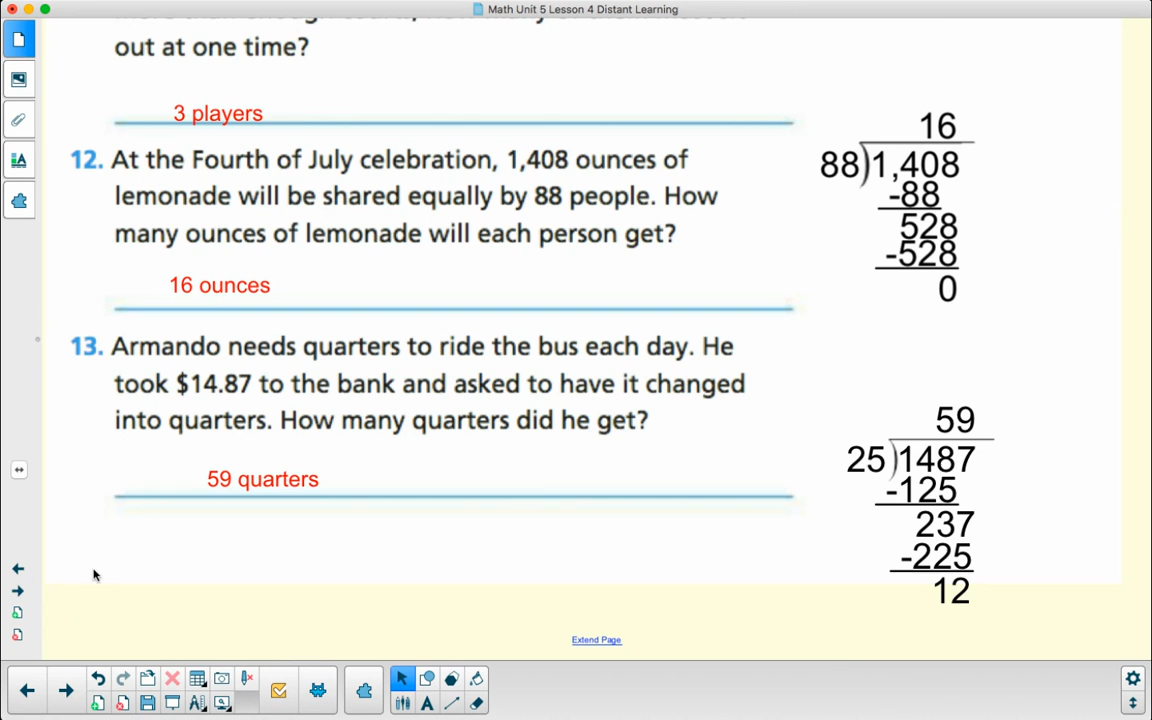 Math Unit 5 Lesson 4 Distant Learning
out at one time?
3 players
12. At the Fourth of July celebration, 1,408 ounces of
lemonade will be shared equally by 88 people. How
many ounces of lemonade will each person get?
16 ounces
16
88)1,408
-88
528
-528
0
13. Armando needs quarters to ride the bus each day. He
took $14.87 to the bank and asked to have it changed
into quarters. How many quarters did he get?
59 quarters
59
25)1487
-125
237
-225
12
Extend Page